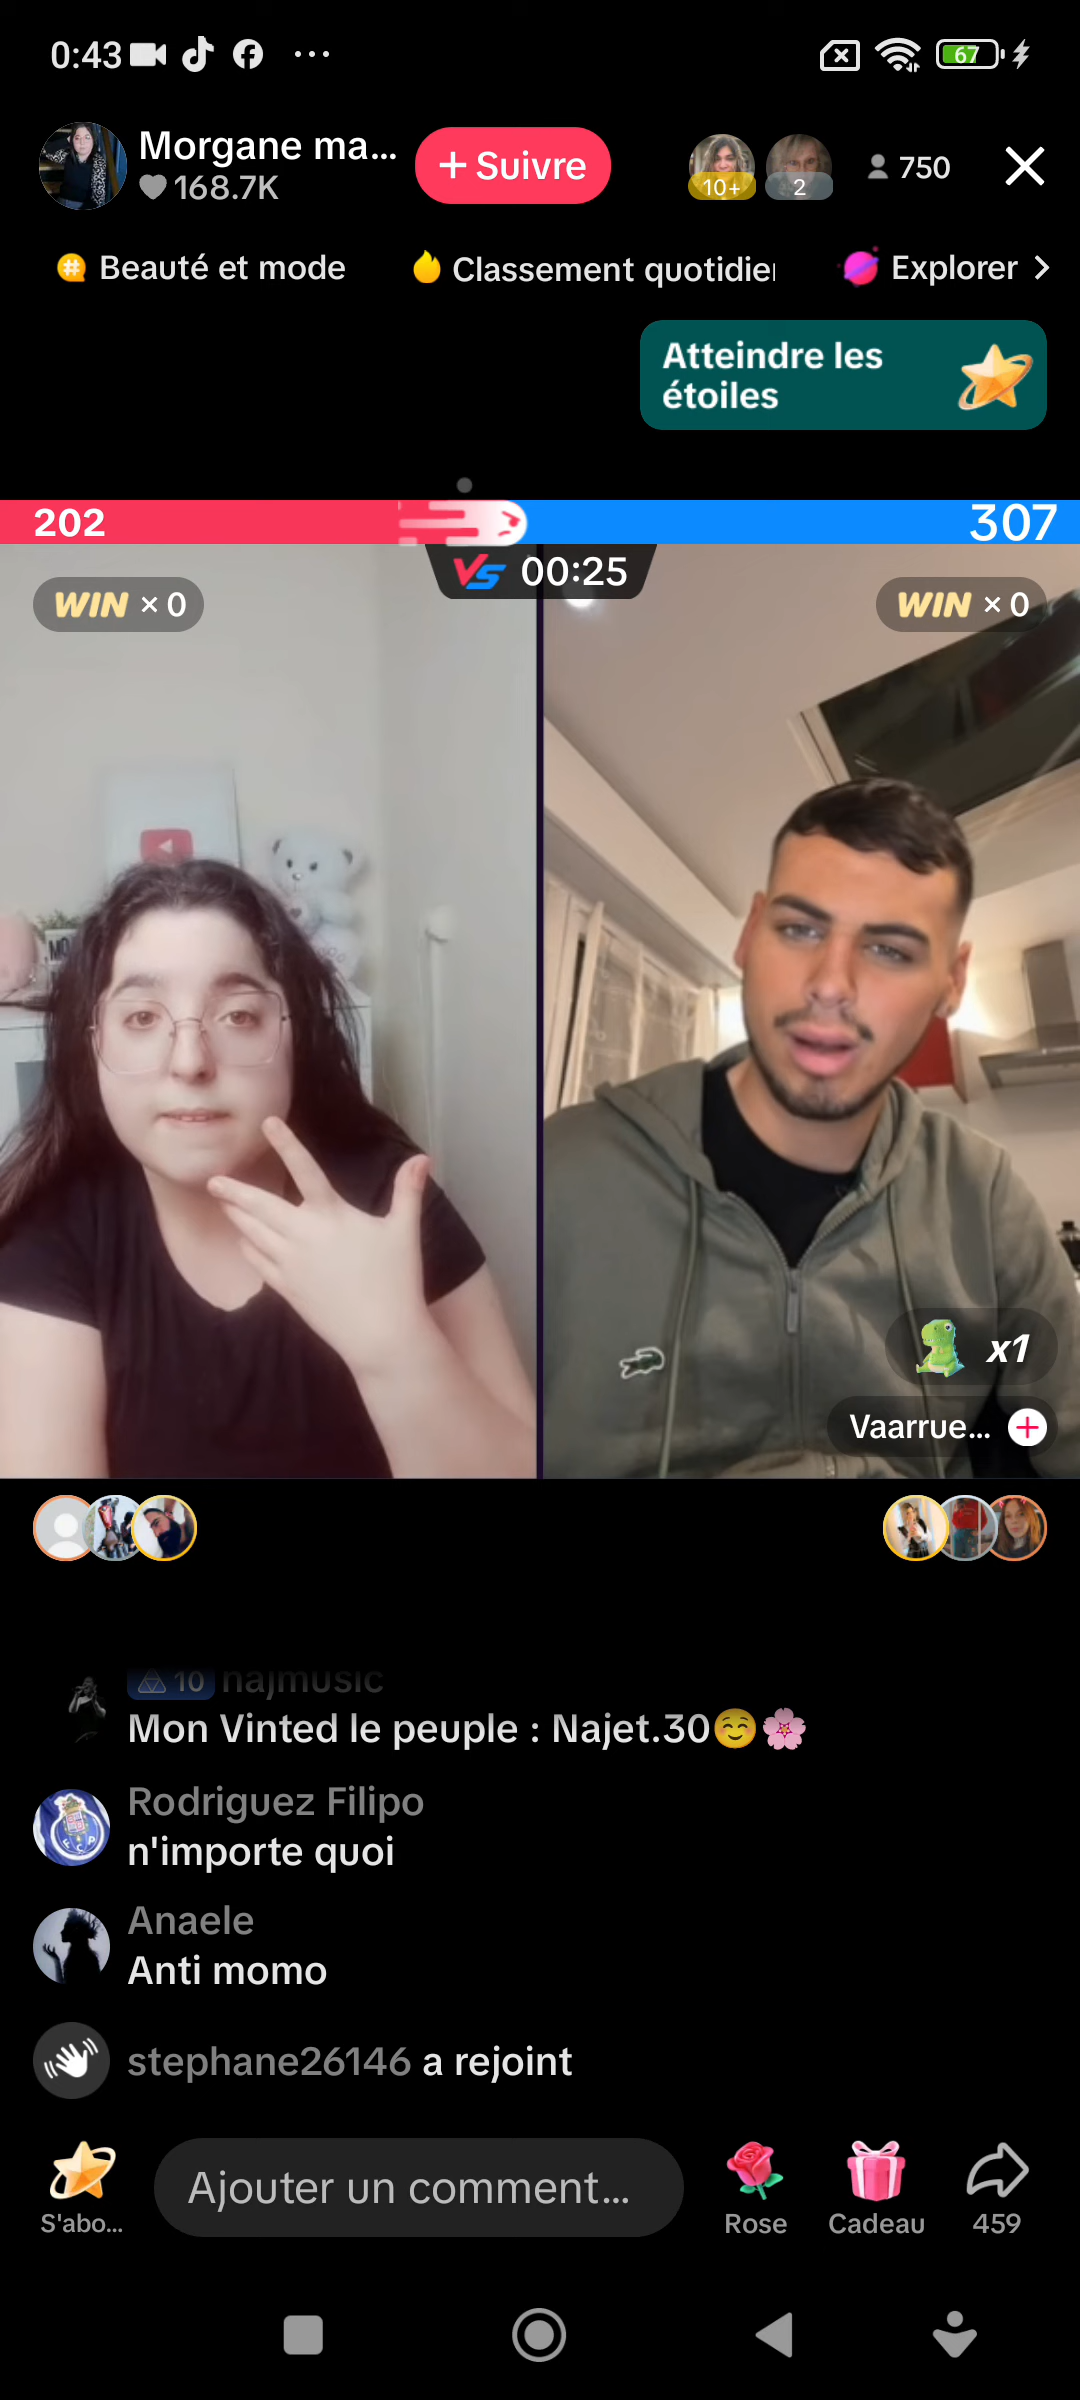 0:43
67
Morgane ma...
+ Suivre
168.7K
10+
2
750
Beauté et mode
Classement quotidien
Explorer >
Atteindre les
étoiles
202
307
VS 00:25
WIN × 0
WIN × 0
x1
Vaarrue...
10 najmusic
Mon Vinted le peuple : Najet.30☺️🌸
Rodriguez Filipo
n'importe quoi
Anaele
Anti momo
stephane26146 a rejoint
S'abo...
Ajouter un comment...
Rose
Cadeau
459